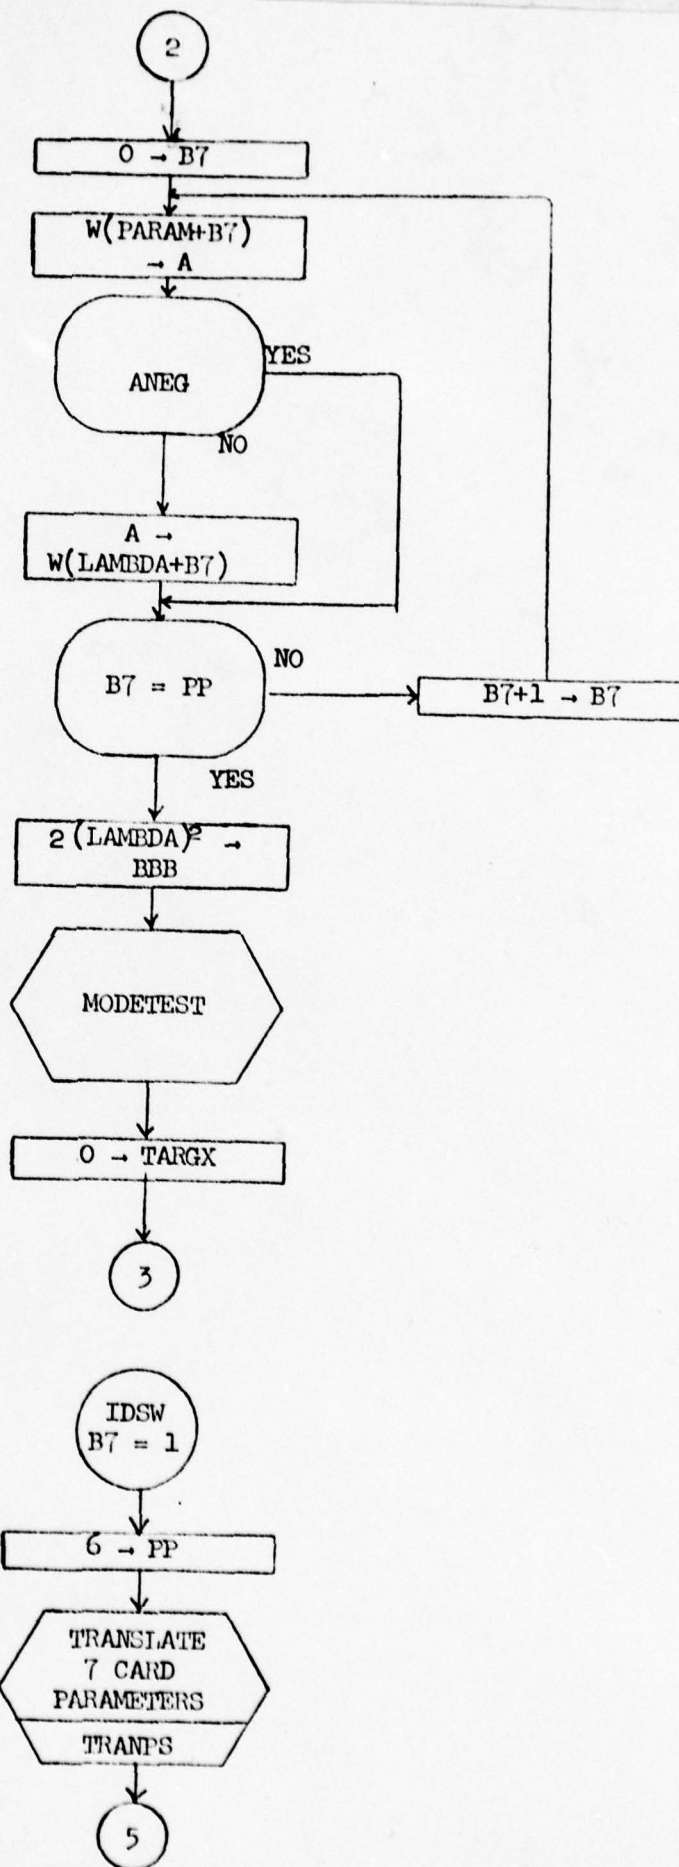 2
0 → B7
W(PARAM+B7)
→ A
YES
ANEG
NO
A →
W(LAMBDA+B7)
NO
B7 = PP
B7+1 → B7
YES
2(LAMBDA)² →
BBB
MODETEST
0 → TARGX
3
IDSW
B7 = 1
6 → PP
TRANSLATE
7 CARD
PARAMETERS
TRANPS
5